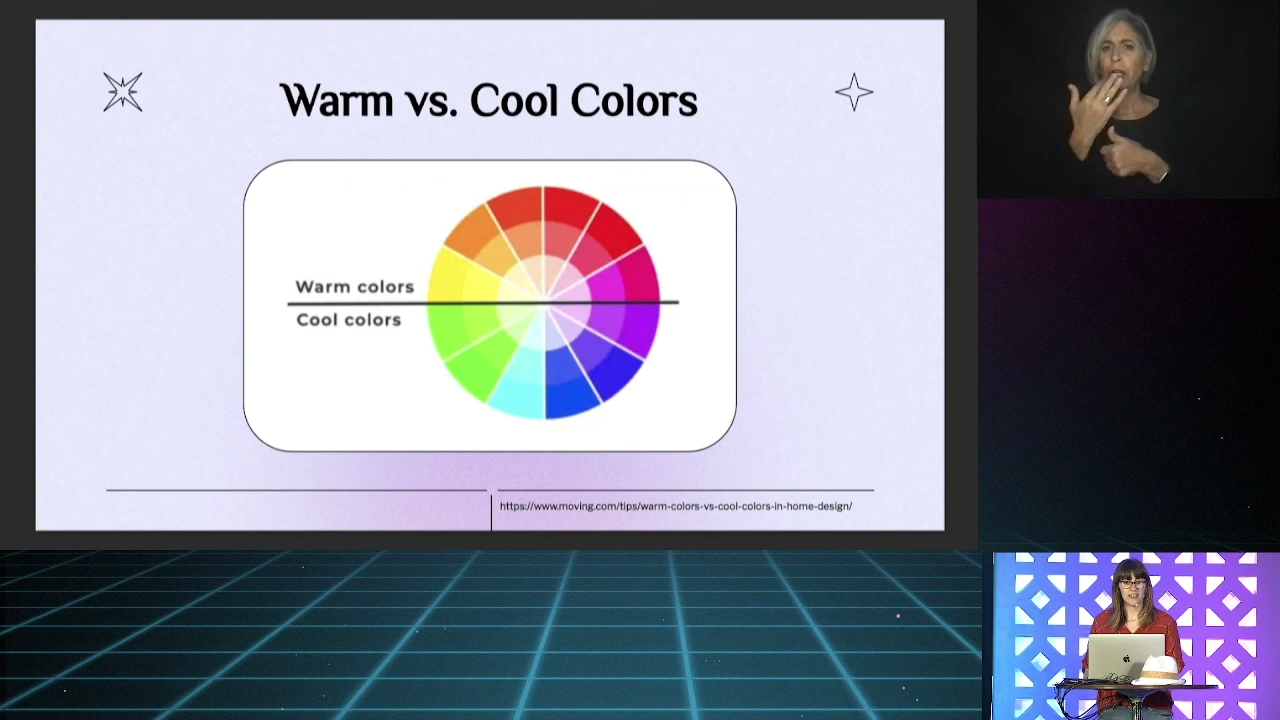 Warm vs. Cool Colors
Warm colors
Cool colors
https://www.moving.com/tips/warm-colors-vs-cool-colors-in-home-design/